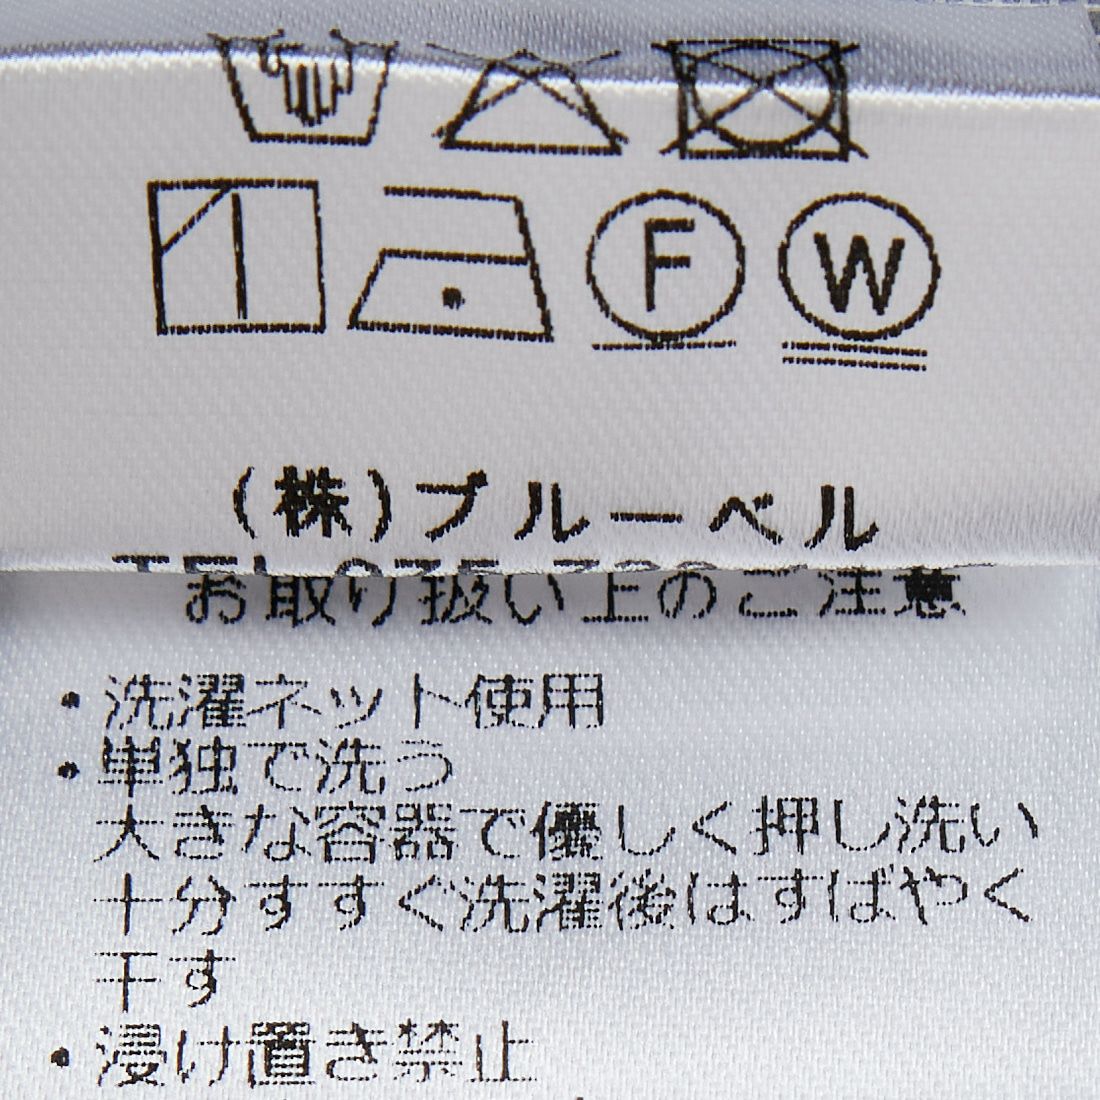 F W
(株)ブルーベル
お取り扱い上のご注意
・洗濯ネット使用
・単独で洗う
大きな容器で優しく押し洗い
十分すすぐ洗濯後はすばやく
干す
・浸け置き禁止